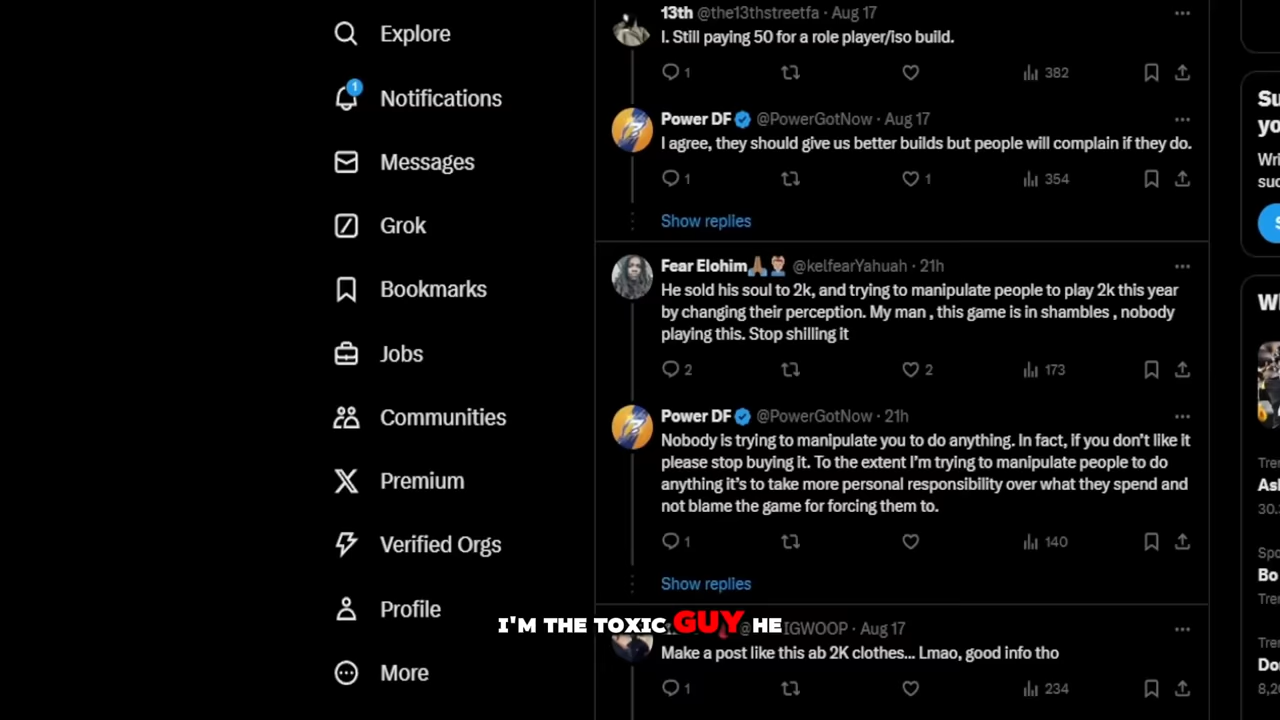 Explore
Notifications
1
Messages
Grok
Bookmarks
Jobs
Communities
Premium
Verified Orgs
Profile
More
13th @the13thstreetfa · Aug 17
I. Still paying 50 for a role player/iso build.
1 382
Power DF @PowerGotNow · Aug 17
I agree, they should give us better builds but people will complain if they do.
1 1 354
Show replies
Fear Elohim @kelfearYahuah · 21h
He sold his soul to 2k, and trying to manipulate people to play 2k this year
by changing their perception. My man , this game is in shambles , nobody
playing this. Stop shilling it
2 2 173
Power DF @PowerGotNow · 21h
Nobody is trying to manipulate you to do anything. In fact, if you don't like it
please stop buying it. To the extent I'm trying to manipulate people to do
anything it's to take more personal responsibility over what they spend and
not blame the game for forcing them to.
1 140
Show replies
IGWOOP · Aug 17
Make a post like this ab 2K clothes... Lmao, good info tho
1 234
I'M THE TOXIC GUY HE